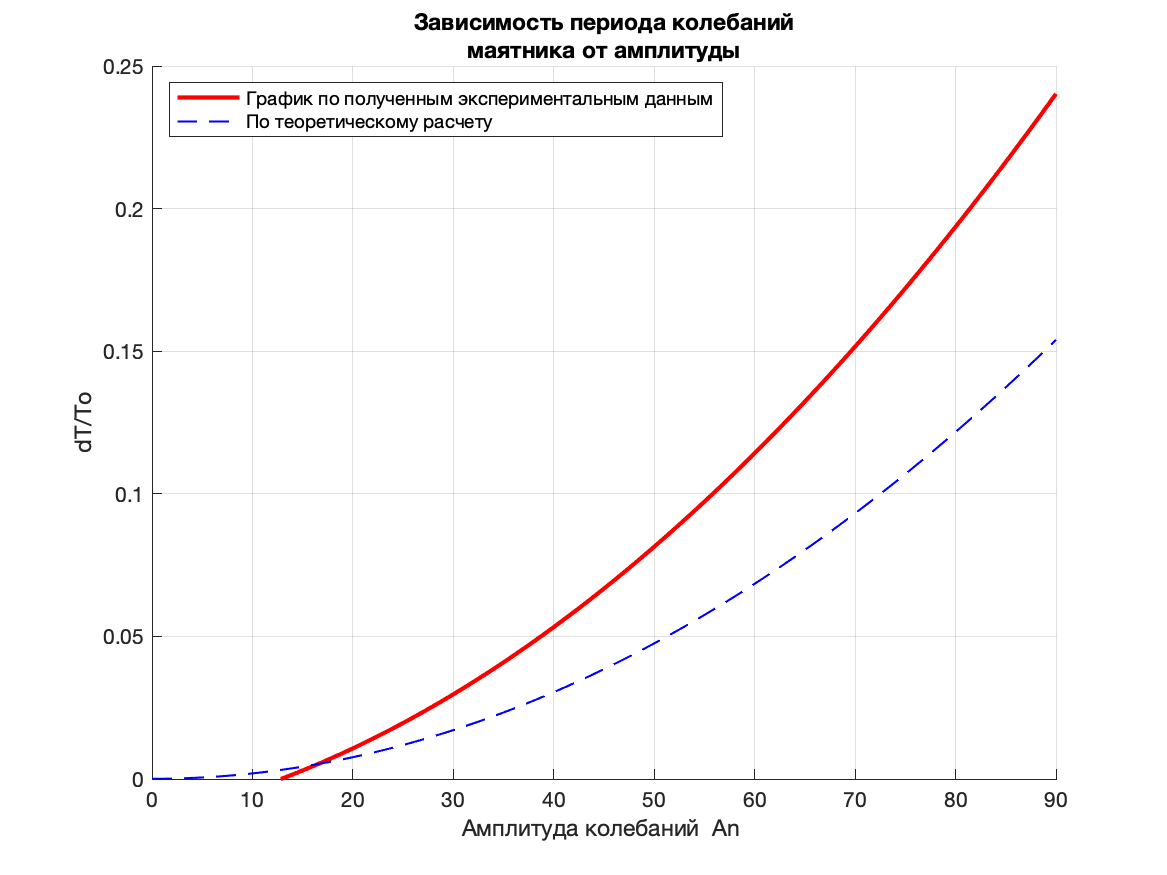 Зависимость периода колебаний
маятника от амплитуды
График по полученным экспериментальным данным
По теоретическому расчету
0.25
0.2
0.15
0.1
0.05
0
dT/To
0 10 20 30 40 50 60 70 80 90
Амплитуда колебаний An